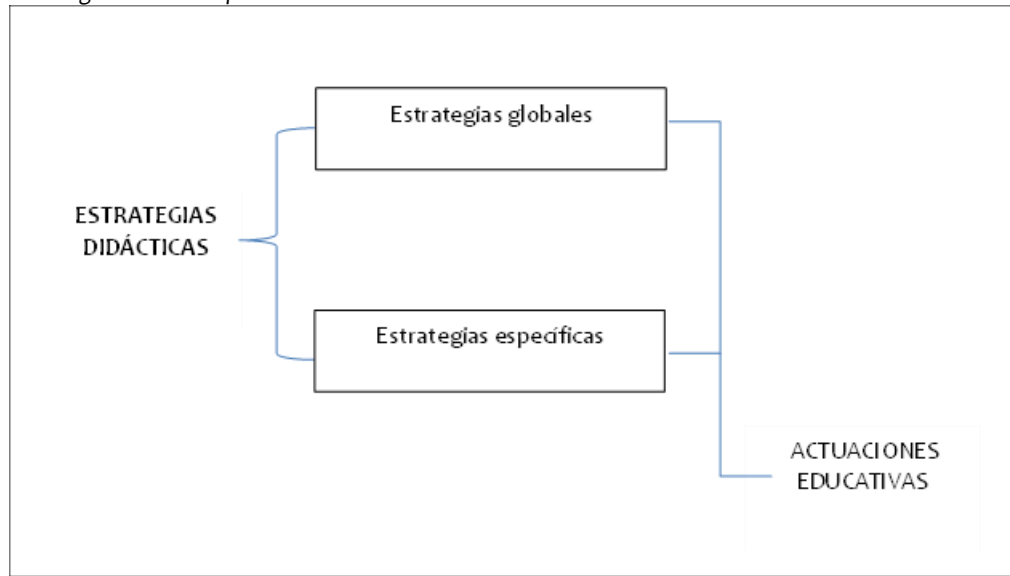 Estrategias globales
ESTRATEGIAS
DIDÁCTICAS
Estrategias específicas
ACTUACIONES
EDUCATIVAS